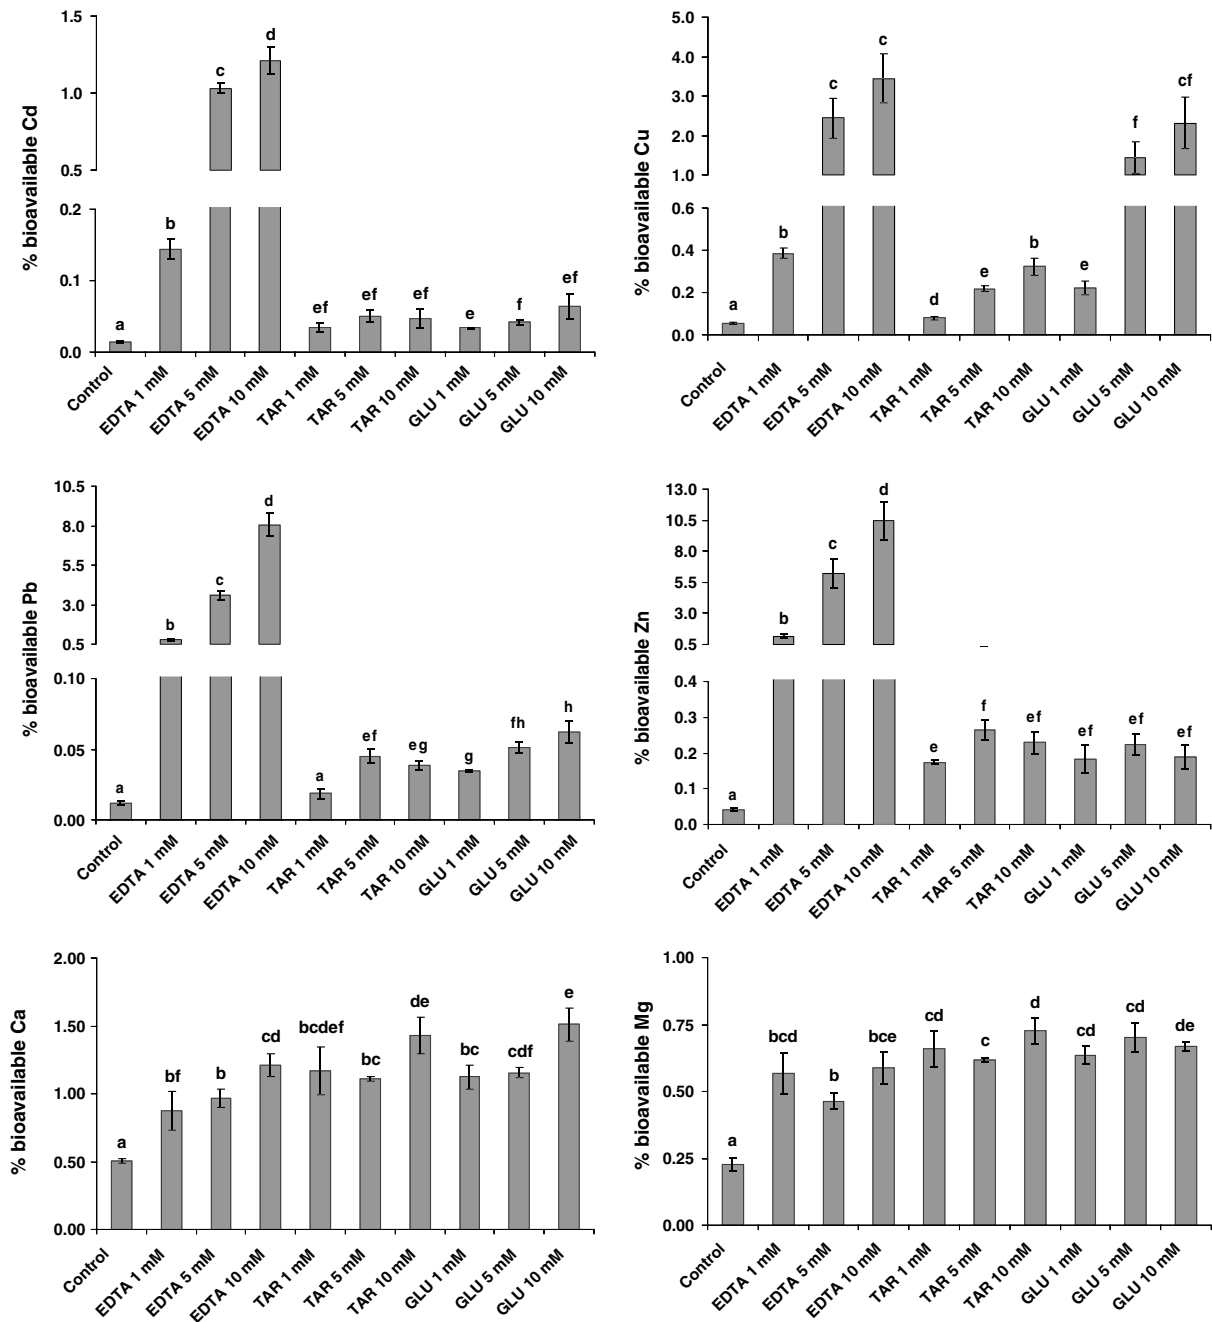 % bioavailable Cd
1.5
1.0
0.5
0.2
0.1
0.0
a
b
c
d
ef
ef
ef
e
f
ef
Control
EDTA 1 mM
EDTA 5 mM
EDTA 10 mM
TAR 1 mM
TAR 5 mM
TAR 10 mM
GLU 1 mM
GLU 5 mM
GLU 10 mM
% bioavailable Cu
5.0
4.0
3.0
2.0
1.0
0.6
0.4
0.2
0.0
a
b
c
c
d
e
b
e
f
cf
Control
EDTA 1 mM
EDTA 5 mM
EDTA 10 mM
TAR 1 mM
TAR 5 mM
TAR 10 mM
GLU 1 mM
GLU 5 mM
GLU 10 mM
% bioavailable Pb
10.5
8.0
5.5
3.0
0.5
0.10
0.05
0.00
a
b
c
d
a
ef
eg
g
fh
h
Control
EDTA 1 mM
EDTA 5 mM
EDTA 10 mM
TAR 1 mM
TAR 5 mM
TAR 10 mM
GLU 1 mM
GLU 5 mM
GLU 10 mM
% bioavailable Zn
13.0
10.5
8.0
5.5
3.0
0.5
0.4
0.3
0.2
0.1
0.0
a
b
c
d
e
f
ef
ef
ef
ef
Control
EDTA 1 mM
EDTA 5 mM
EDTA 10 mM
TAR 1 mM
TAR 5 mM
TAR 10 mM
GLU 1 mM
GLU 5 mM
GLU 10 mM
% bioavailable Ca
2.00
1.50
1.00
0.50
0.00
a
bf
b
cd
bcdef
bc
de
bc
cdf
e
Control
EDTA 1 mM
EDTA 5 mM
EDTA 10 mM
TAR 1 mM
TAR 5 mM
TAR 10 mM
GLU 1 mM
GLU 5 mM
GLU 10 mM
% bioavailable Mg
1.00
0.75
0.50
0.25
0.00
a
bcd
b
bce
cd
c
d
cd
cd
de
Control
EDTA 1 mM
EDTA 5 mM
EDTA 10 mM
TAR 1 mM
TAR 5 mM
TAR 10 mM
GLU 1 mM
GLU 5 mM
GLU 10 mM